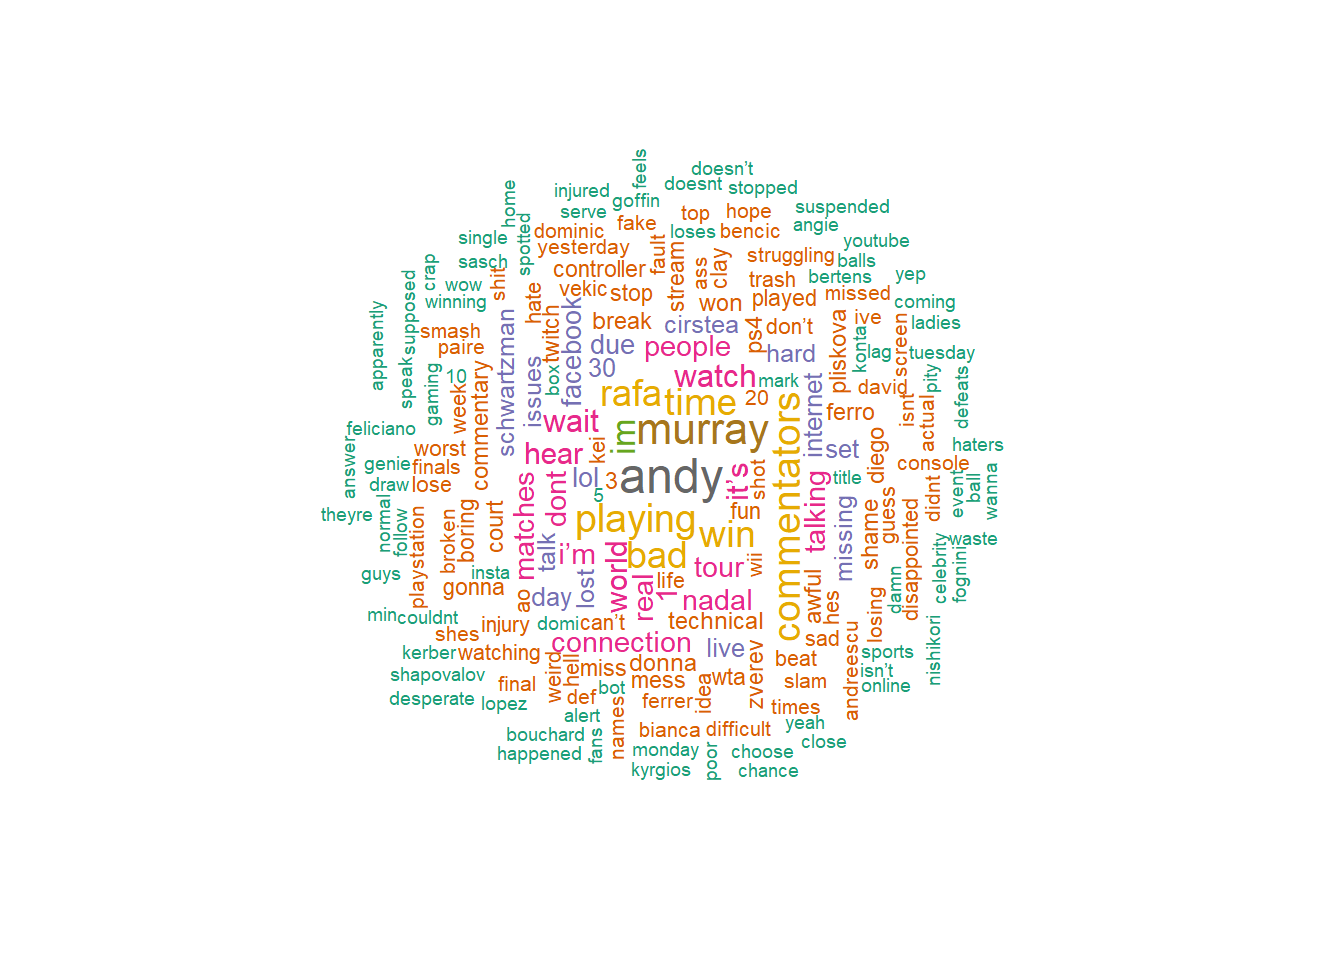 feels
doesn’t
doesnt
stopped
home
injured
goffin
suspended
serve
fake
top
hope
angie
single
spotted
dominic
loses
bencic
youtube
yesterday
fault
struggling
balls
sasch
crap
shit
controller
stream
ass
clay
trash
bertens
yep
supposed
wow
hate
vekic
stop
won
played
missed
coming
apparently
winning
facebook
break
cirstea
ps4
don’t
ive
ladies
smash
schwartzman
twitch
due
people
hard
pliskova
konta
lag
screen
tuesday
paire
issues
box
30
watch
mark
david
pity
speak
gaming
10
week
commentary
rafa
time
20
commentators
internet
ferro
isnt
actual
defeats
feliciano
wait
im
murray
set
diego
haters
answer
genie
worst
finals
hear
kei
it’s
shot
title
console
draw
lose
lol
3
andy
talking
didnt
event
ball
wanna
theyre
normal
follow
playstation
broken
boring
court
matches
dont
5
playing
win
fun
missing
shame
guess
disappointed
waste
guys
insta
gonna
talk
i’m
world
bad
tour
wii
awful
damn
celebrity
fognini
ao
day
lost
real
life
1
nadal
hes
losing
min
couldnt
shes
injury
domi
can’t
technical
sad
sports
nishikori
kerber
watching
connection
live
zverev
beat
andreescu
isn’t
shapovalov
weird
hell
miss
donna
wta
slam
online
desperate
lopez
final
def
bot
mess
ferrer
idea
times
alert
names
bianca
difficult
yeah
bouchard
close
happened
fans
monday
poor
choose
kyrgios
chance